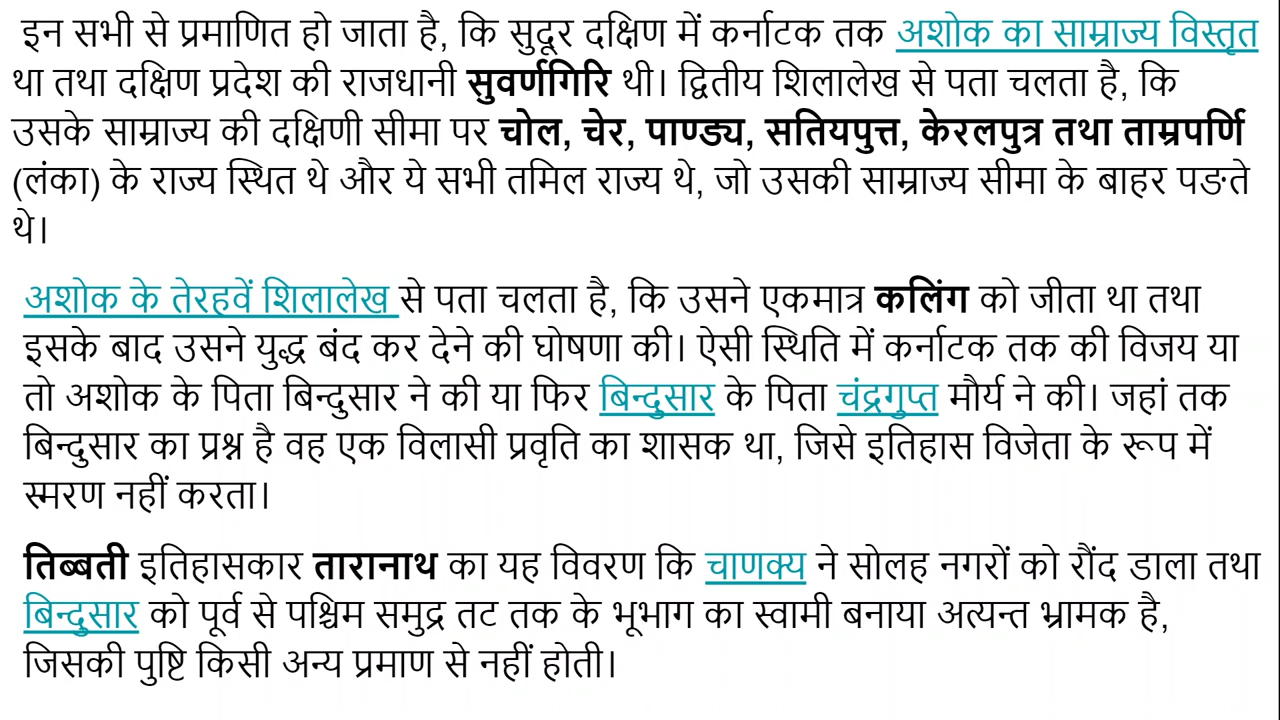 इन सभी से प्रमाणित हो जाता है, कि सुदूर दक्षिण में कर्नाटक तक अशोक का साम्राज्य विस्तृत
था तथा दक्षिण प्रदेश की राजधानी सुवर्णगिरि थी। द्वितीय शिलालेख से पता चलता है, कि
उसके साम्राज्य की दक्षिणी सीमा पर चोल, चेर, पाण्ड्य, सतियपुत्त, केरलपुत्र तथा ताम्रपर्णि
(लंका) के राज्य स्थित थे और ये सभी तमिल राज्य थे, जो उसकी साम्राज्य सीमा के बाहर पङते
थे।
अशोक के तेरहवें शिलालेख से पता चलता है, कि उसने एकमात्र कलिंग को जीता था तथा
इसके बाद उसने युद्ध बंद कर देने की घोषणा की। ऐसी स्थिति में कर्नाटक तक की विजय या
तो अशोक के पिता बिन्दुसार ने की या फिर बिन्दुसार के पिता चंद्रगुप्त मौर्य ने की। जहां तक
बिन्दुसार का प्रश्न है वह एक विलासी प्रवृति का शासक था, जिसे इतिहास विजेता के रूप में
स्मरण नहीं करता।
तिब्बती इतिहासकार तारानाथ का यह विवरण कि चाणक्य ने सोलह नगरों को रौंद डाला तथा
बिन्दुसार को पूर्व से पश्चिम समुद्र तट तक के भूभाग का स्वामी बनाया अत्यन्त भ्रामक है,
जिसकी पुष्टि किसी अन्य प्रमाण से नहीं होती।